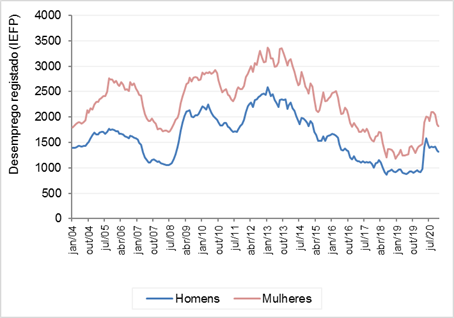 Desemprego registado (IEFP)
4000
3500
3000
2500
2000
1500
1000
500
0
jan/04
out/04
jul/05
abr/06
jan/07
out/07
jul/08
abr/09
jan/10
out/10
jul/11
abr/12
jan/13
out/13
jul/14
abr/15
jan/16
out/16
jul/17
abr/18
jan/19
out/19
jul/20
Homens
Mulheres